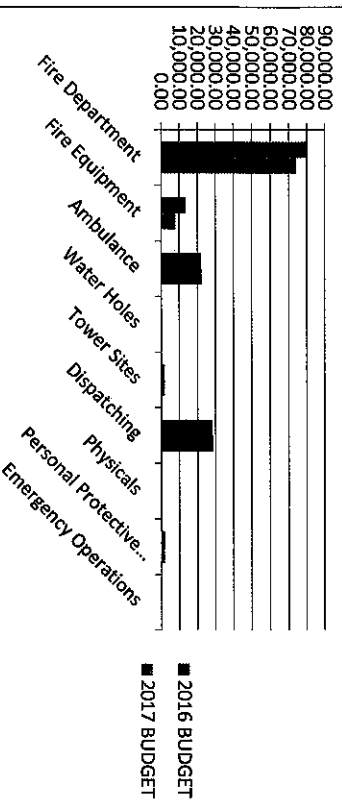 90,000.00
80,000.00
70,000.00
60,000.00
50,000.00
40,000.00
30,000.00
20,000.00
10,000.00
0.00
Fire Department
Fire Equipment
Ambulance
Water Holes
Tower Sites
Dispatching
Physicals
Personal Protective...
Emergency Operations
■ 2016 BUDGET
■ 2017 BUDGET